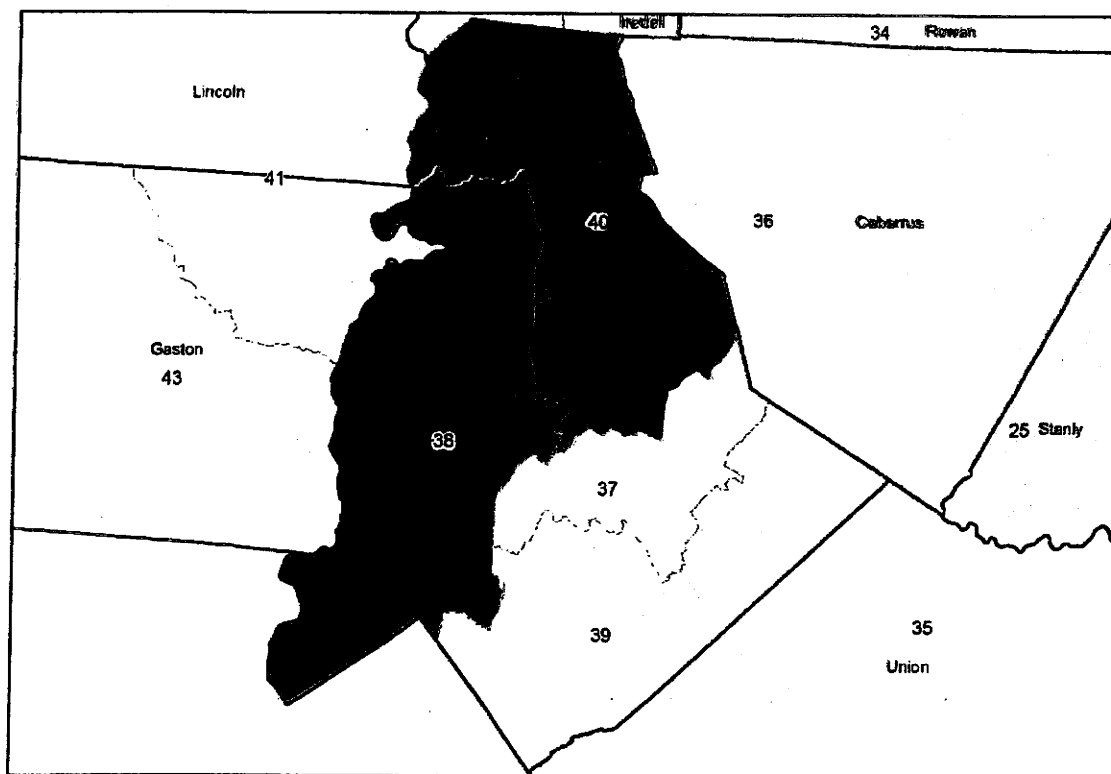 Iredell
34 Rowan
Lincoln
41
40
36 Cabarrus
Gaston
43
38
25 Stanly
37
39
35
Union